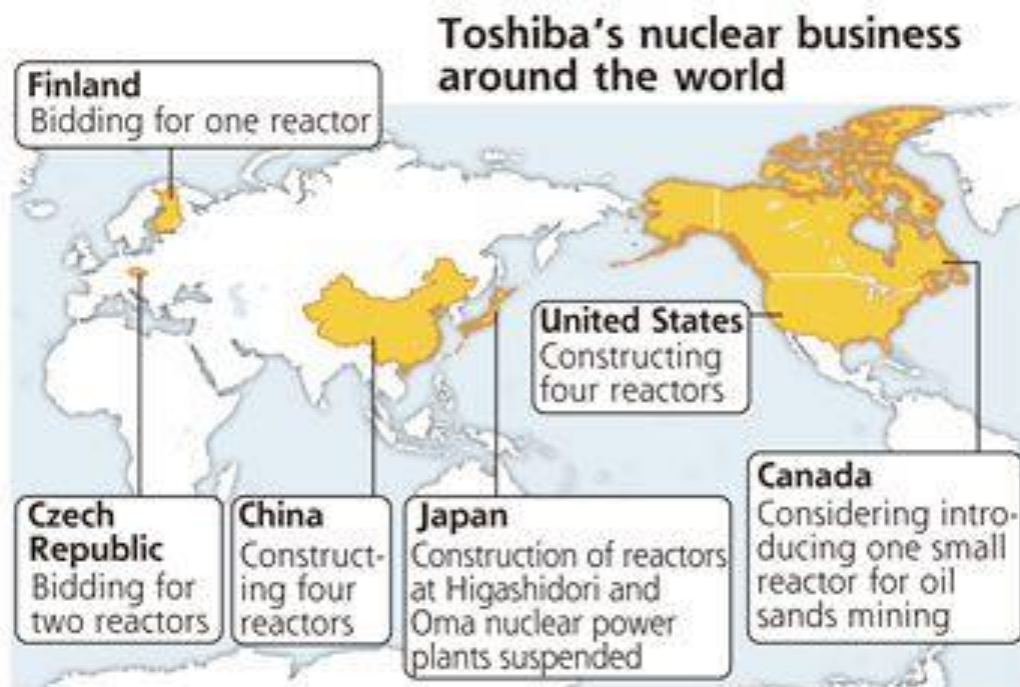 Toshiba's nuclear business
around the world
Finland
Bidding for one reactor
United States
Constructing
four reactors
Czech
Republic
Bidding for
two reactors
China
Construct-
ing four
reactors
Japan
Construction of reactors
at Higashidori and
Oma nuclear power
plants suspended
Canada
Considering intro-
ducing one small
reactor for oil
sands mining